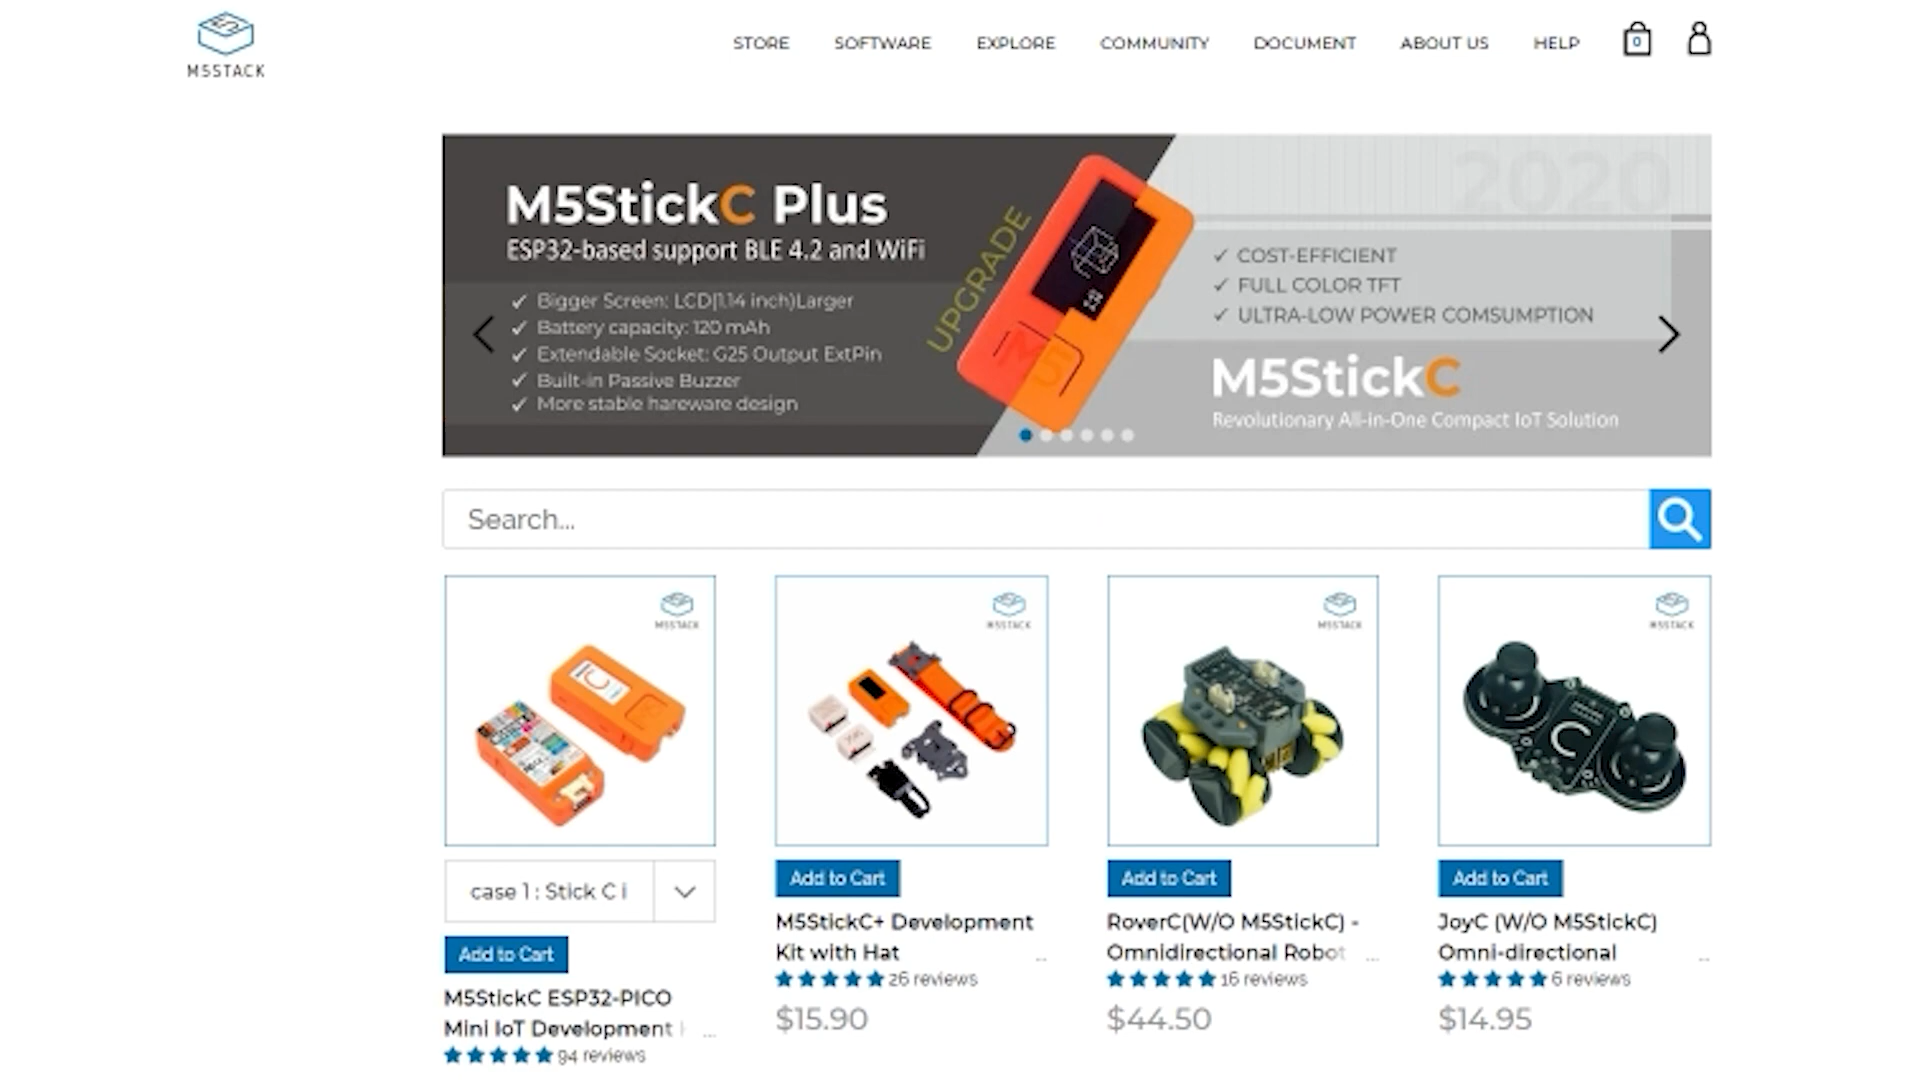 M5STACK
STORE SOFTWARE EXPLORE COMMUNITY DOCUMENT ABOUT US HELP 0
M5StickC Plus
ESP32-based support BLE 4.2 and WiFi
✓ Bigger Screen: LCD(1.14 inch)Larger
✓ Battery capacity: 120 mAh
✓ Extendable Socket: G25 Output ExtPin
✓ Built-in Passive Buzzer
✓ More stable hareware design
UPGRADE
M5
2020
✓ COST-EFFICIENT
✓ FULL COLOR TFT
✓ ULTRA-LOW POWER COMSUMPTION
M5StickC
Revolutionary All-in-One Compact IoT Solution
Search...
M5STACK
M5STACK
M5STACK
M5STACK
case 1 : Stick C i
Add to Cart
M5StickC ESP32-PICO
Mini IoT Development ...
94 reviews
Add to Cart
M5StickC+ Development
Kit with Hat ...
26 reviews
$15.90
Add to Cart
RoverC(W/O M5StickC) -
Omnidirectional Robot ...
16 reviews
$44.50
Add to Cart
JoyC (W/O M5StickC)
Omni-directional ...
6 reviews
$14.95